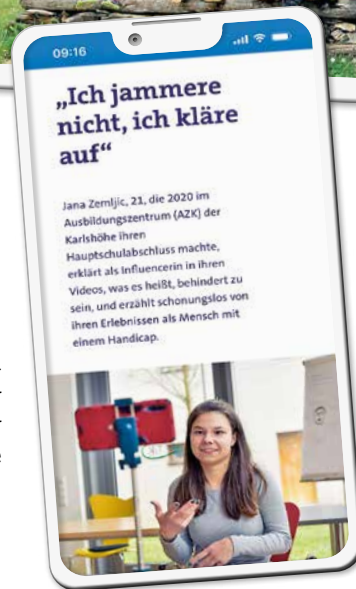 09:16
„Ich jammere
nicht, ich kläre
auf“
Jana Zemljic, 21, die 2020 im
Ausbildungszentrum (AZK) der
Karlshöhe ihren
Hauptschulabschluss machte,
erklärt als Influencerin in ihren
Videos, was es heißt, behindert zu
sein, und erzählt schonungslos von
ihren Erlebnissen als Mensch mit
einem Handicap.